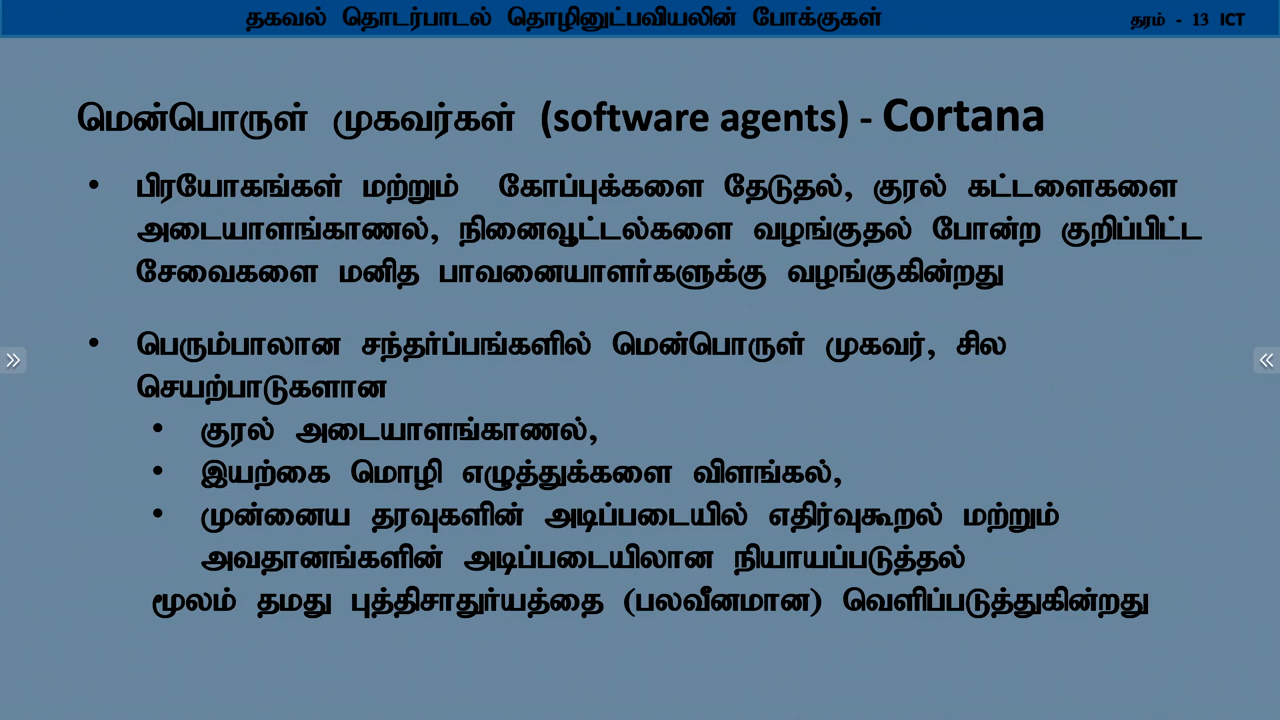 தகவல் தொடர்பாடல் தொழினுட்பவியலின் போக்குகள்
தரம் - 13 ICT
மென்பொருள் முகவர்கள் (software agents) - Cortana
• பிரயோகங்கள் மற்றும் கோப்புக்களை தேடுதல், குரல் கட்டளைகளை
அடையாளங்காணல், நினைவூட்டல்களை வழங்குதல் போன்ற குறிப்பிட்ட
சேவைகளை மனித பாவனையாளர்களுக்கு வழங்குகின்றது
• பெரும்பாலான சந்தர்ப்பங்களில் மென்பொருள் முகவர், சில
செயற்பாடுகளான
• குரல் அடையாளங்காணல்,
• இயற்கை மொழி எழுத்துக்களை விளங்கல்,
• முன்னைய தரவுகளின் அடிப்படையில் எதிர்வுகூறல் மற்றும்
அவதானங்களின் அடிப்படையிலான நியாயப்படுத்தல்
மூலம் தமது புத்திசாதுர்யத்தை (பலவீனமான) வெளிப்படுத்துகின்றது